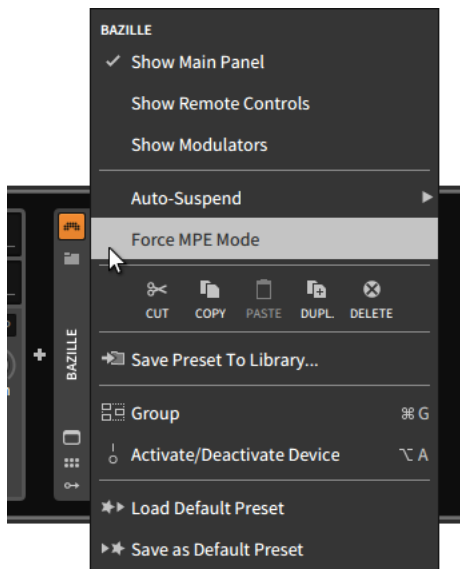 BAZILLE
✓ Show Main Panel
Show Remote Controls
Show Modulators
Auto-Suspend
Force MPE Mode
CUT COPY PASTE DUPL. DELETE
BAZILLE
Save Preset To Library...
Group ⌘ G
Activate/Deactivate Device ⌥ A
Load Default Preset
Save as Default Preset